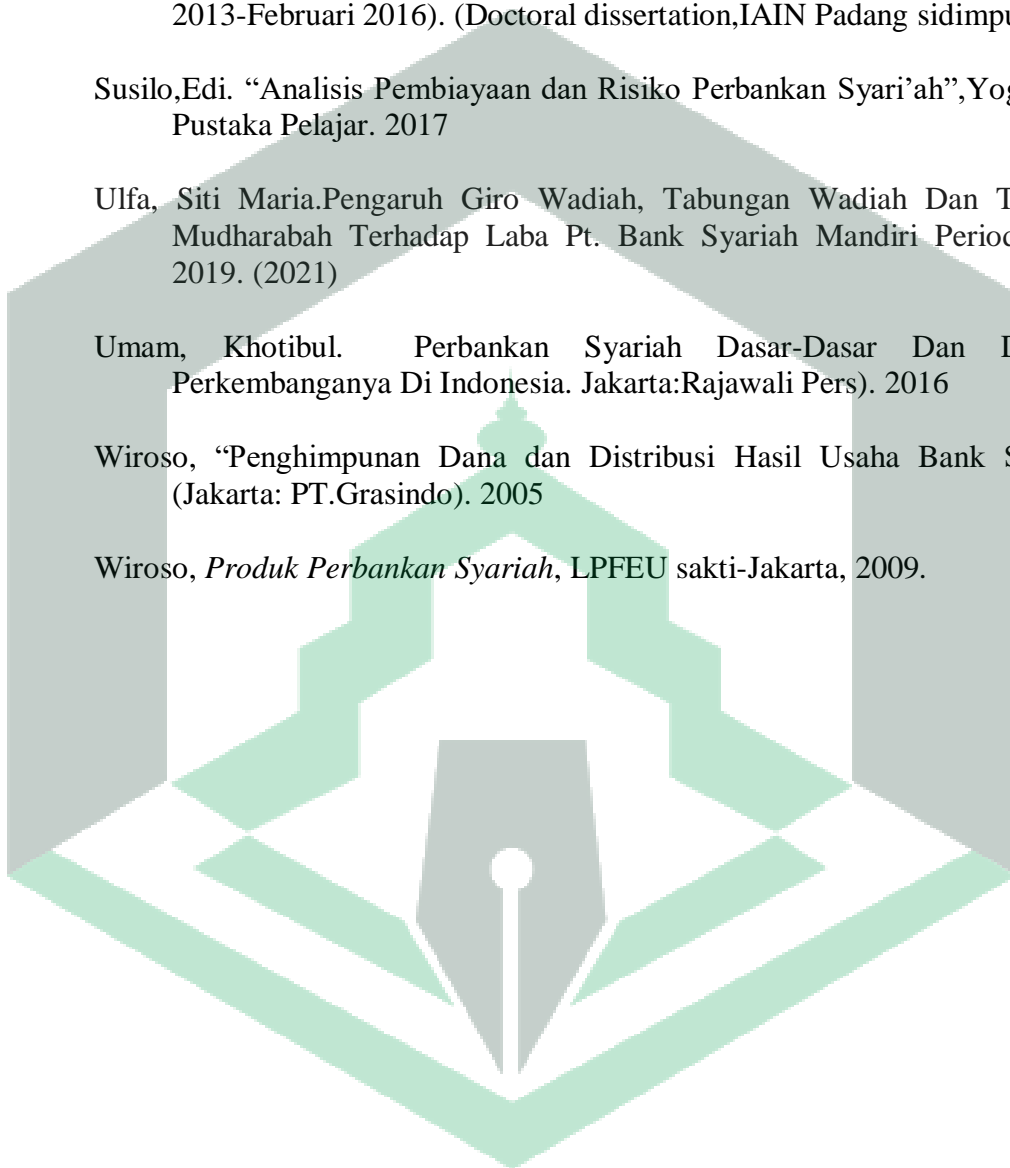 2013-Februari 2016). (Doctoral dissertation,IAIN Padang
Susilo,Edi. “Analisis Pembiayaan dan Risiko Perbankan Syari’ah”,
Pustaka Pelajar. 2017
Ulfa, Siti Maria.Pengaruh Giro Wadiah, Tabungan Wadiah Dan
Mudharabah Terhadap Laba Pt. Bank Syariah Mandiri
2019. (2021)
Umam, Khotibul. Perbankan Syariah Dasar-Dasar Dan
Perkembanganya Di Indonesia. Jakarta:Rajawali Pers). 2016
Wiroso, “Penghimpunan Dana dan Distribusi Hasil Usaha Bank
(Jakarta: PT.Grasindo). 2005
Wiroso, Produk Perbankan Syariah, LPFEU sakti-Jakarta, 2009.